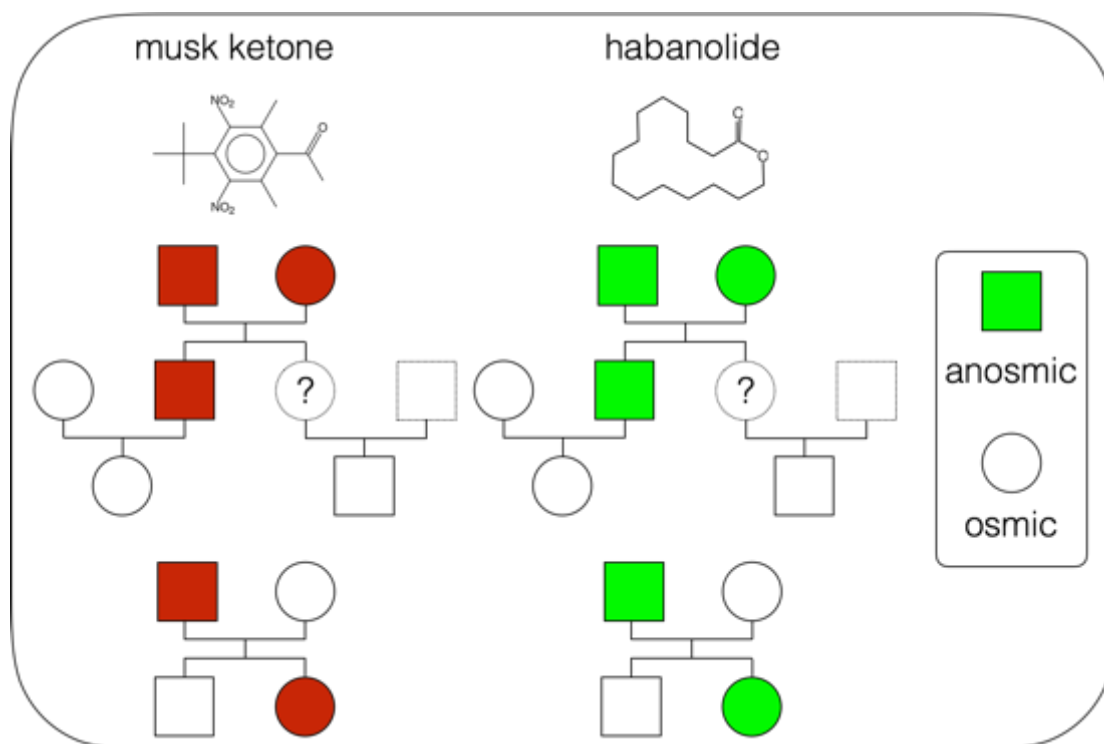 musk ketone
habanolide
NO₂
O
NO₂
C
O
?
?
anosmic
osmic